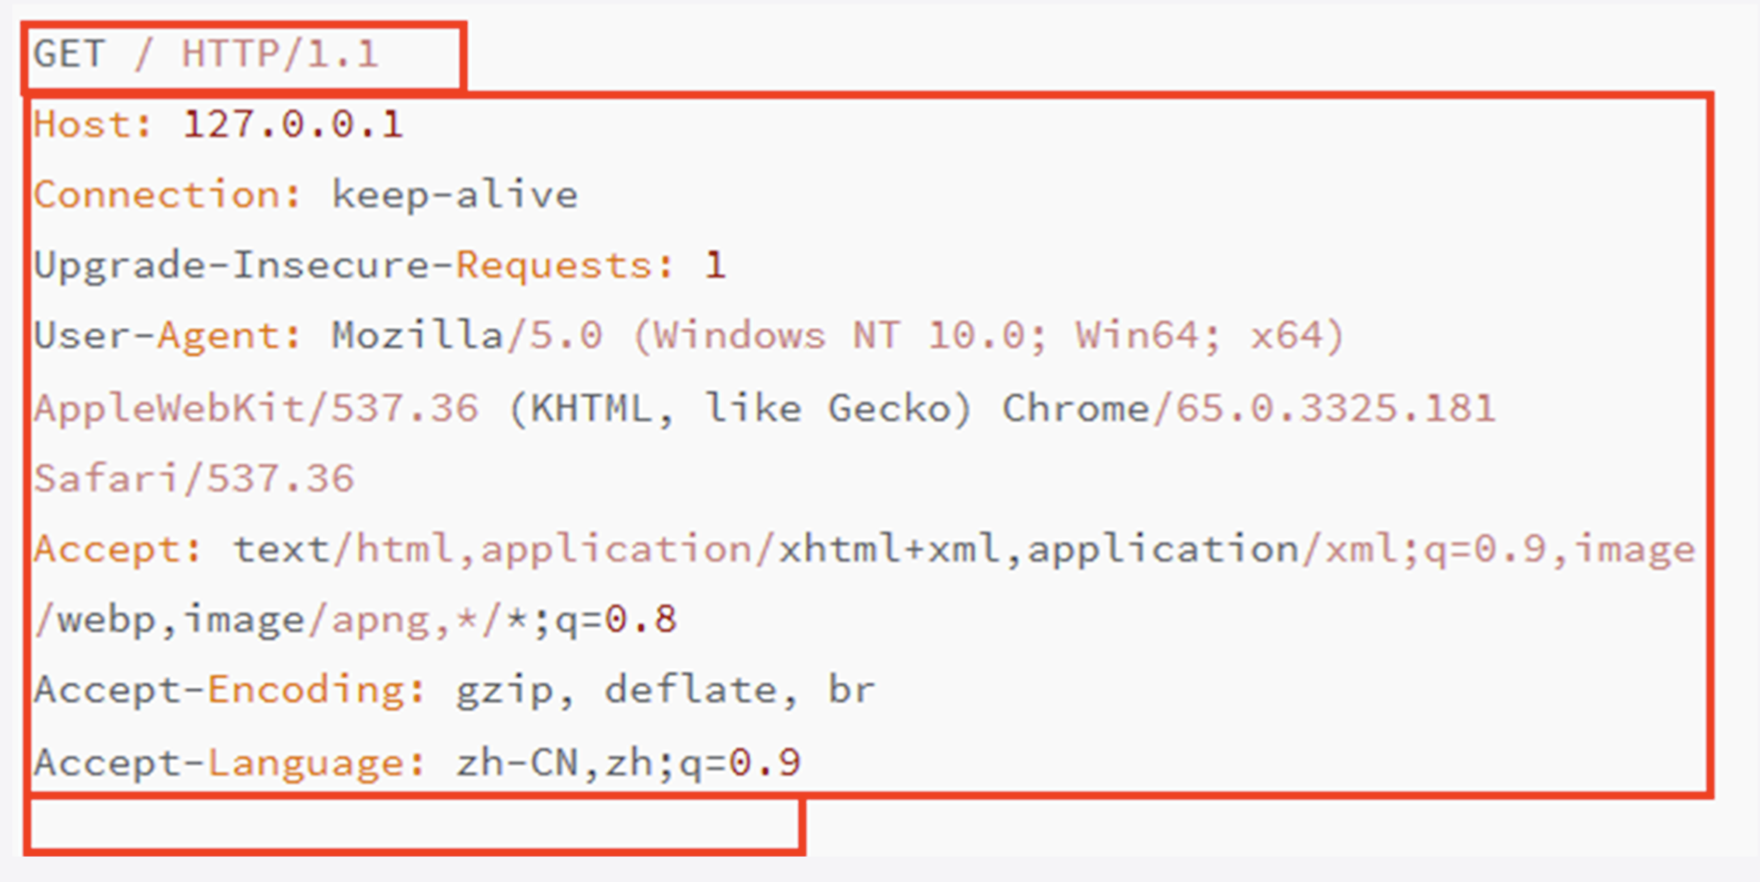 GET / HTTP/1.1
Host: 127.0.0.1
Connection: keep-alive
Upgrade-Insecure-Requests: 1
User-Agent: Mozilla/5.0 (Windows NT 10.0; Win64; x64)
AppleWebKit/537.36 (KHTML, like Gecko) Chrome/65.0.3325.181
Safari/537.36
Accept: text/html,application/xhtml+xml,application/xml;q=0.9,image
/webp,image/apng,*/*;q=0.8
Accept-Encoding: gzip, deflate, br
Accept-Language: zh-CN,zh;q=0.9